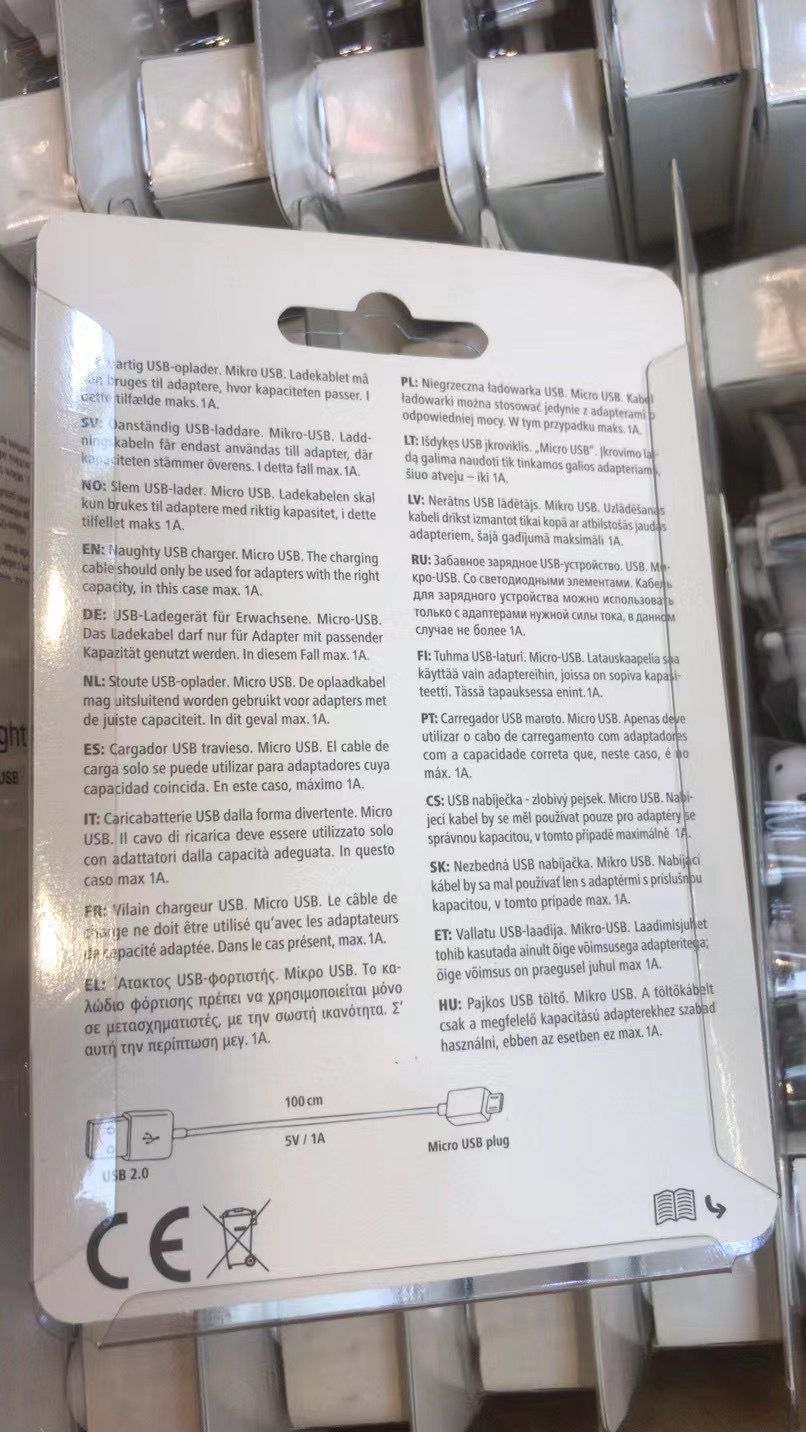 artig USB-oplader. Mikro USB. Ladekablet må
bruges til adaptere, hvor kapaciteten passer. I
dette tilfælde maks. 1A.
SV: Oanständig USB-laddare. Mikro-USB. Ladd-
ningskabeln får endast användas till adapter, där
kapaciteten stämmer överens. I detta fall max. 1A.
NO: Slem USB-lader. Micro USB. Ladekabelen skal
kun brukes til adaptere med riktig kapasitet, i dette
tilfellet maks 1A.
EN: Naughty USB charger. Micro USB. The charging
cable should only be used for adapters with the right
capacity, in this case max. 1A.
DE: USB-Ladegerät für Erwachsene. Micro-USB.
Das Ladekabel darf nur für Adapter mit passender
Kapazität genutzt werden. In diesem Fall max. 1A.
NL: Stoute USB-oplader. Micro USB. De oplaadkabel
mag uitsluitend worden gebruikt voor adapters met
de juiste capaciteit. In dit geval max. 1A.
ES: Cargador USB travieso. Micro USB. El cable de
carga solo se puede utilizar para adaptadores cuya
capacidad coincida. En este caso, máximo 1A.
IT: Caricabatterie USB dalla forma divertente. Micro
USB. Il cavo di ricarica deve essere utilizzato solo
con adattatori dalla capacità adeguata. In questo
caso max 1A.
FR: Vilain chargeur USB. Micro USB. Le câble de
charge ne doit être utilisé qu'avec les adaptateurs
de capacité adaptée. Dans le cas présent, max. 1A.
EL: Άτακτος USB-φορτιστής. Μίκρο USB. Το κα-
λώδιο φόρτισης πρέπει να χρησιμοποιείται μόνο
σε μετασχηματιστές, με την σωστή ικανότητα. Σ'
αυτή την περίπτωση μεγ. 1A.
PL: Niegrzeczna ładowarka USB. Micro USB. Kabel
ładowarki można stosować jedynie z adapterami o
odpowiedniej mocy. W tym przypadku maks. 1A.
LT: Išdykęs USB įkroviklis. „Micro USB". Įkrovimo lai-
dą galima naudoti tik tinkamos galios adapteriams,
šiuo atveju – iki 1A.
LV: Nerātns USB lādētājs. Mikro USB. Uzlādēšanas
kabeli drīkst izmantot tikai kopā ar atbilstošās jaudas
adapteriem, šajā gadījumā maksimāli 1A.
RU: Забавное зарядное USB-устройство. USB. Ми-
кро-USB. Со светодиодными элементами. Кабель
для зарядного устройства можно использовать
только с адаптерами нужной силы тока, в данном
случае не более 1А.
FI: Tuhma USB-laturi. Micro-USB. Latauskaapelia saa
käyttää vain adaptereihin, joissa on sopiva kapasi-
teetti. Tässä tapauksessa enint. 1A.
PT: Carregador USB maroto. Micro USB. Apenas deve
utilizar o cabo de carregamento com adaptadores
com a capacidade correta que, neste caso, é no
máx. 1A.
CS: USB nabíječka - zlobivý pejsek. Micro USB. Nabí-
jecí kabel by se měl používat pouze pro adaptéry se
správnou kapacitou, v tomto případě maximálně 1A.
SK: Nezbedná USB nabíjačka. Mikro USB. Nabíjací
kábel by sa mal používať len s adaptérmi s príslušnou
kapacitou, v tomto prípade max. 1A.
ET: Vallatu USB-laadija. Mikro-USB. Laadimisjuhet
tohib kasutada ainult õige võimsusega adapteritega;
õige võimsus on praegusel juhul max 1A.
HU: Pajkos USB töltő. Mikro USB. A töltőkábelt
csak a megfelelő kapacitású adapterekhez szabad
használni, ebben az esetben ez max. 1A.
100 cm
5V / 1A
Micro USB plug
USB 2.0
CE
ght
USB